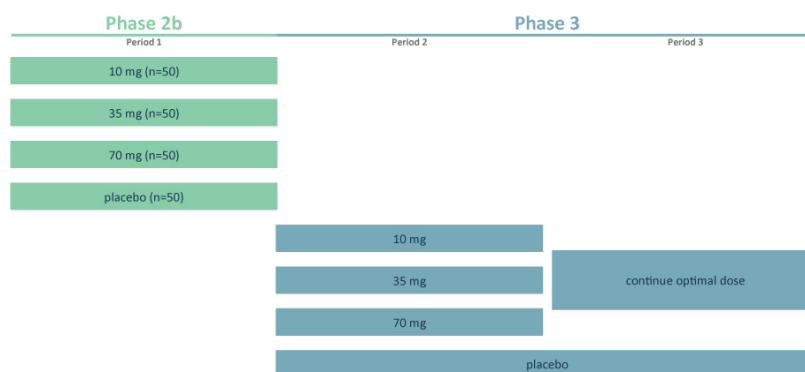 Phase 2b
Phase 3
Period 1
Period 2
Period 3
10 mg (n=50)
35 mg (n=50)
70 mg (n=50)
placebo (n=50)
10 mg
35 mg
continue optimal dose
70 mg
placebo